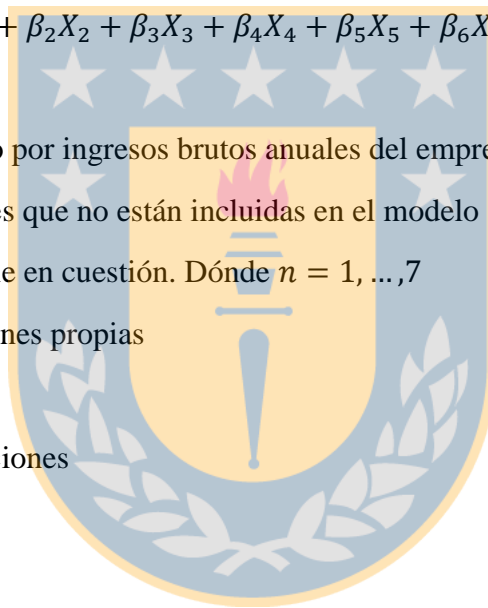 + β₂X₂ + β₃X₃ + β₄X₄ + β₅X₅ + β₆X
por ingresos brutos anuales del empre
es que no están incluidas en el modelo
e en cuestión. Dónde n = 1, … ,7
nes propias
iones